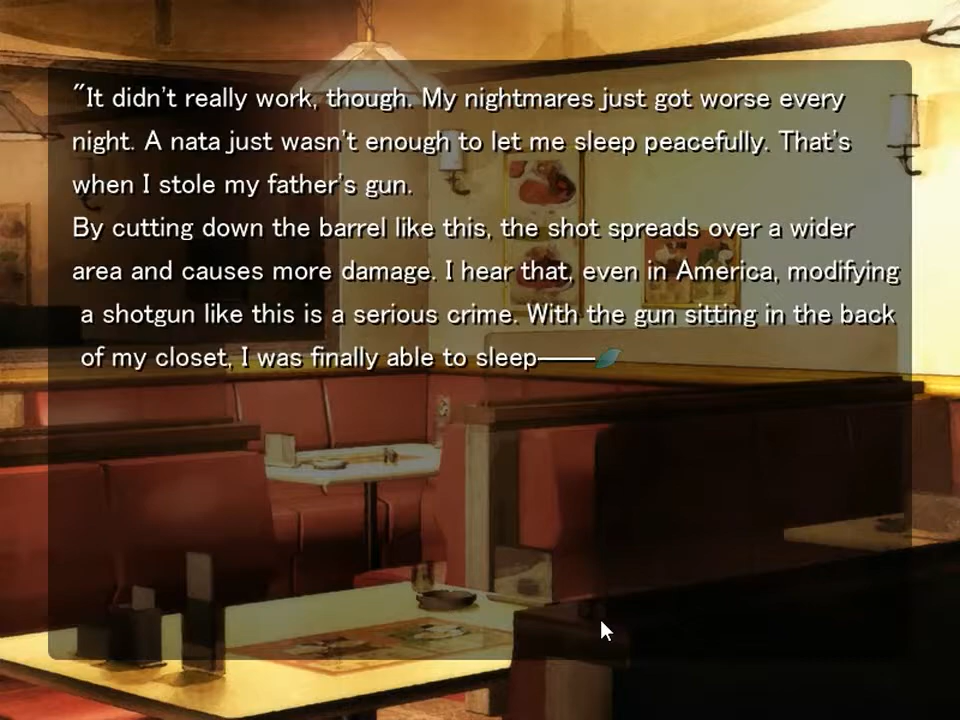 "It didn't really work, though. My nightmares just got worse every
night. A nata just wasn't enough to let me sleep peacefully. That's
when I stole my father's gun.
By cutting down the barrel like this, the shot spreads over a wider
area and causes more damage. I hear that, even in America, modifying
a shotgun like this is a serious crime. With the gun sitting in the back
of my closet, I was finally able to sleep――